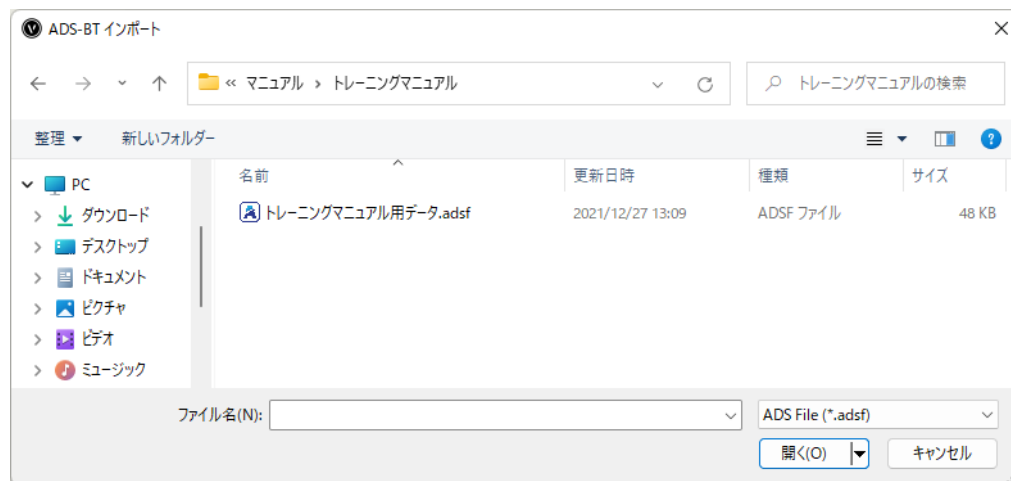 ADS-BT インポート
« マニュアル › トレーニングマニュアル
トレーニングマニュアルの検索
整理 新しいフォルダー
名前 更新日時 種類 サイズ
トレーニングマニュアル用データ.adsf 2021/12/27 13:09 ADSF ファイル 48 KB
PC
ダウンロード
デスクトップ
ドキュメント
ピクチャ
ビデオ
ミュージック
ファイル名(N):
ADS File (*.adsf)
開く(O) キャンセル